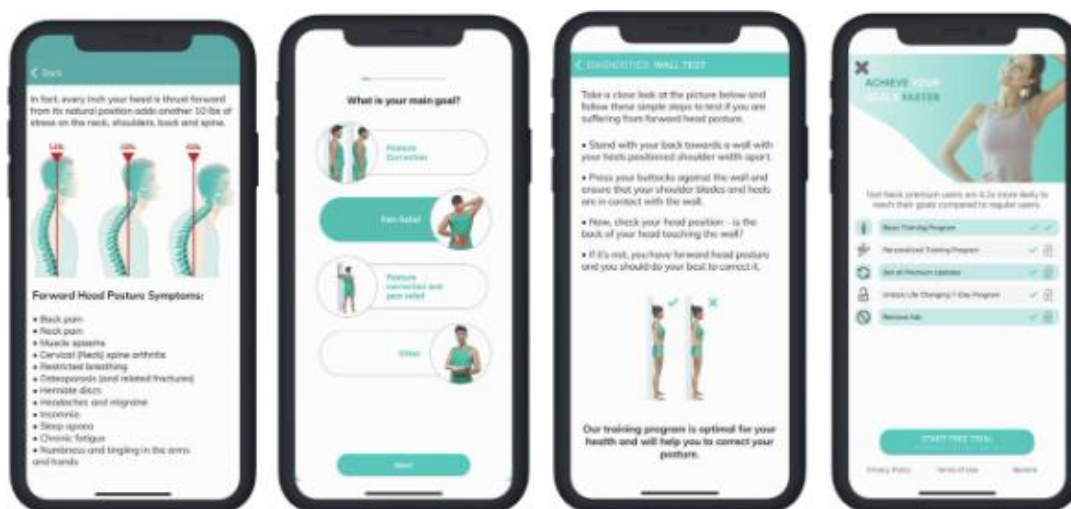 Back
In fact, every inch your head is thrust forward
from its natural position adds another 10 lbs of
stress on the neck, shoulders, back and spine.
Forward Head Posture Symptoms:
• Back pain
• Neck pain
• Muscle spasms
• Cervical (Neck) spine arthritis
• Restricted breathing
• Osteoporosis (and related fractures)
• Herniate discs
• Headaches and migraine
• Insomnia
• Sleep apnea
• Chronic fatigue
• Numbness and tingling in the arms
and hands
What is your main goal?
Posture
Correction
Pain Relief
Posture
correction and
pain relief
Other
Next
DIAGNOSTICS: WALL TEST
Take a close look at the picture below and
follow these simple steps to test if you are
suffering from forward head posture.
• Stand with your back towards a wall with
your heels positioned shoulder width apart.
• Press your buttocks against the wall and
ensure that your shoulder blades and heels
are in contact with the wall.
• Now, check your head position - is the
back of your head touching the wall?
• If it's not, you have forward head posture
and you should do your best to correct it.
Our training program is optimal for your
health and will help you to correct your
posture.
ACHIEVE YOUR
FASTER
Text Neck premium users are 4.2x more likely to
reach their goals compared to regular users
Basic Training Program
Personalized Training Program
Get all Premium Updates
Unlock Life Changing 7-Day Program
Remove Ads
START FREE TRIAL
Privacy Policy
Terms of Use
Restore